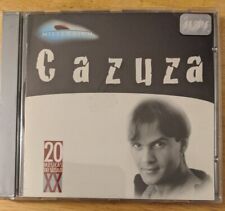 MILLENNIUM
Cazuza
20
MÚSICAS
DO SÉCULO
XX